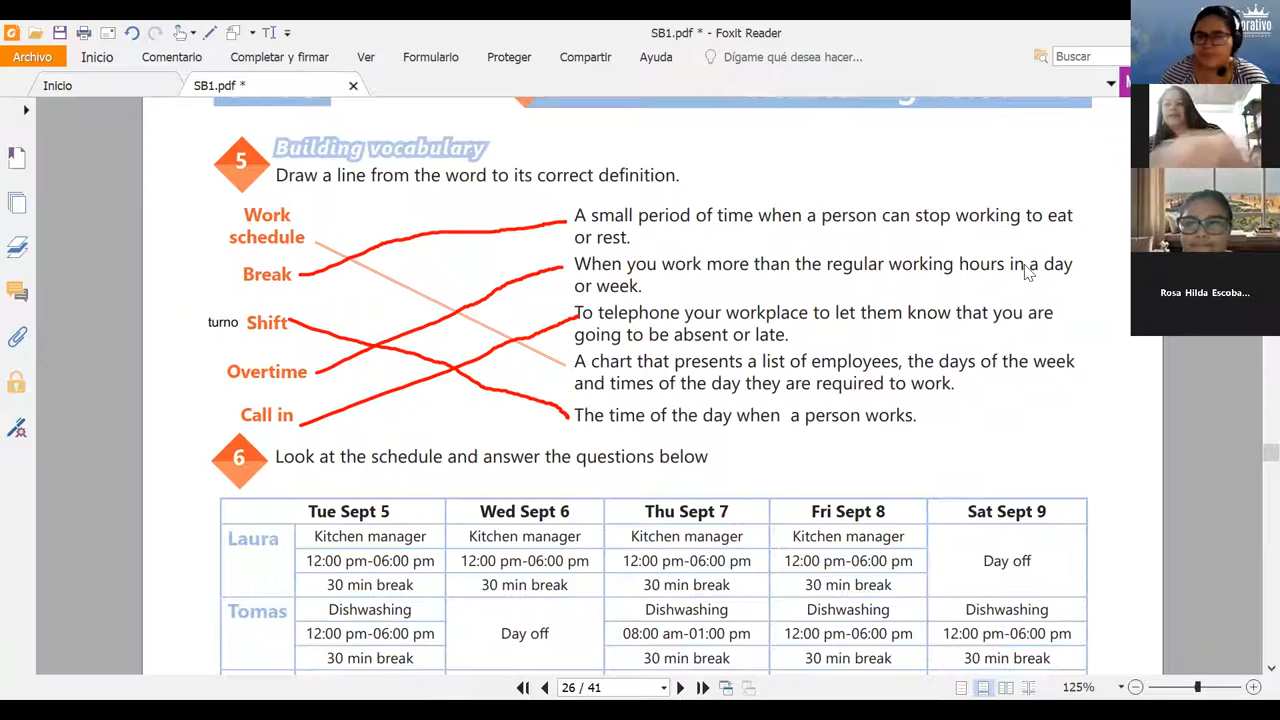 SB1.pdf * - Foxit Reader
Archivo Inicio Comentario Completar y firmar Ver Formulario Proteger Compartir Ayuda Dígame qué desea hacer... Buscar
Inicio SB1.pdf *
5 Building vocabulary
Draw a line from the word to its correct definition.
Work
schedule
Break
turno Shift
Overtime
Call in
A small period of time when a person can stop working to eat
or rest.
When you work more than the regular working hours in a day
or week.
To telephone your workplace to let them know that you are
going to be absent or late.
A chart that presents a list of employees, the days of the week
and times of the day they are required to work.
The time of the day when a person works.
Rosa Hilda Escoba...
6 Look at the schedule and answer the questions below
Tue Sept 5 Wed Sept 6 Thu Sept 7 Fri Sept 8 Sat Sept 9
Laura Kitchen manager Kitchen manager Kitchen manager Kitchen manager
12:00 pm-06:00 pm 12:00 pm-06:00 pm 12:00 pm-06:00 pm 12:00 pm-06:00 pm Day off
30 min break 30 min break 30 min break 30 min break
Tomas Dishwashing Dishwashing Dishwashing Dishwashing
12:00 pm-06:00 pm Day off 08:00 am-01:00 pm 12:00 pm-06:00 pm 12:00 pm-06:00 pm
30 min break 30 min break 30 min break 30 min break
26 / 41 125%